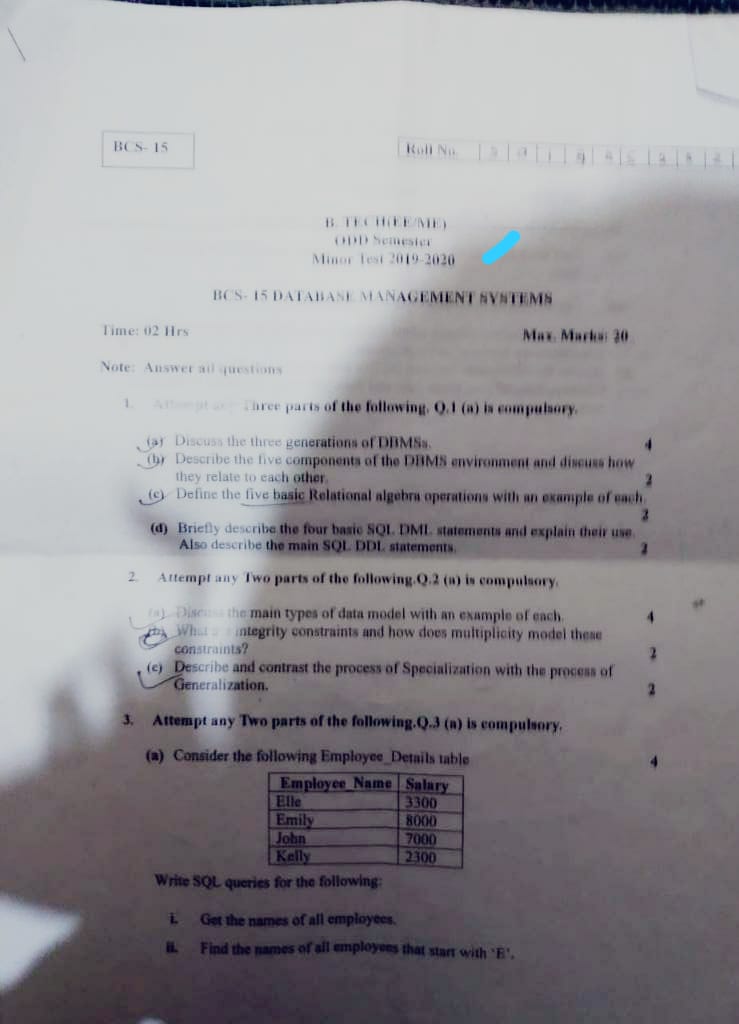 BCS- 15
Roll No.
B. TECH(EE/ME)
ODD Semester
Minor Test 2019-2020
BCS- 15 DATABASE MANAGEMENT SYSTEMS
Time: 02 Hrs
Max. Marks: 20
Note: Answer all questions
1. Attempt any Three parts of the following. Q.1 (a) is compulsory.
(a) Discuss the three generations of DBMSs. 4
(b) Describe the five components of the DBMS environment and discuss how
they relate to each other. 2
(c) Define the five basic Relational algebra operations with an example of each.
2
(d) Briefly describe the four basic SQL DML statements and explain their use.
Also describe the main SQL DDL statements. 2
2. Attempt any Two parts of the following.Q.2 (a) is compulsory.
(a) Discuss the main types of data model with an example of each. 4
(b) What integrity constraints and how does multiplicity model these
constraints? 2
(c) Describe and contrast the process of Specialization with the process of
Generalization. 2
3. Attempt any Two parts of the following.Q.3 (a) is compulsory.
(a) Consider the following Employee_Details table 4
Employee_Name Salary
Elle 3300
Emily 8000
John 7000
Kelly 2300
Write SQL queries for the following:
i. Get the names of all employees.
ii. Find the names of all employees that start with 'E'.